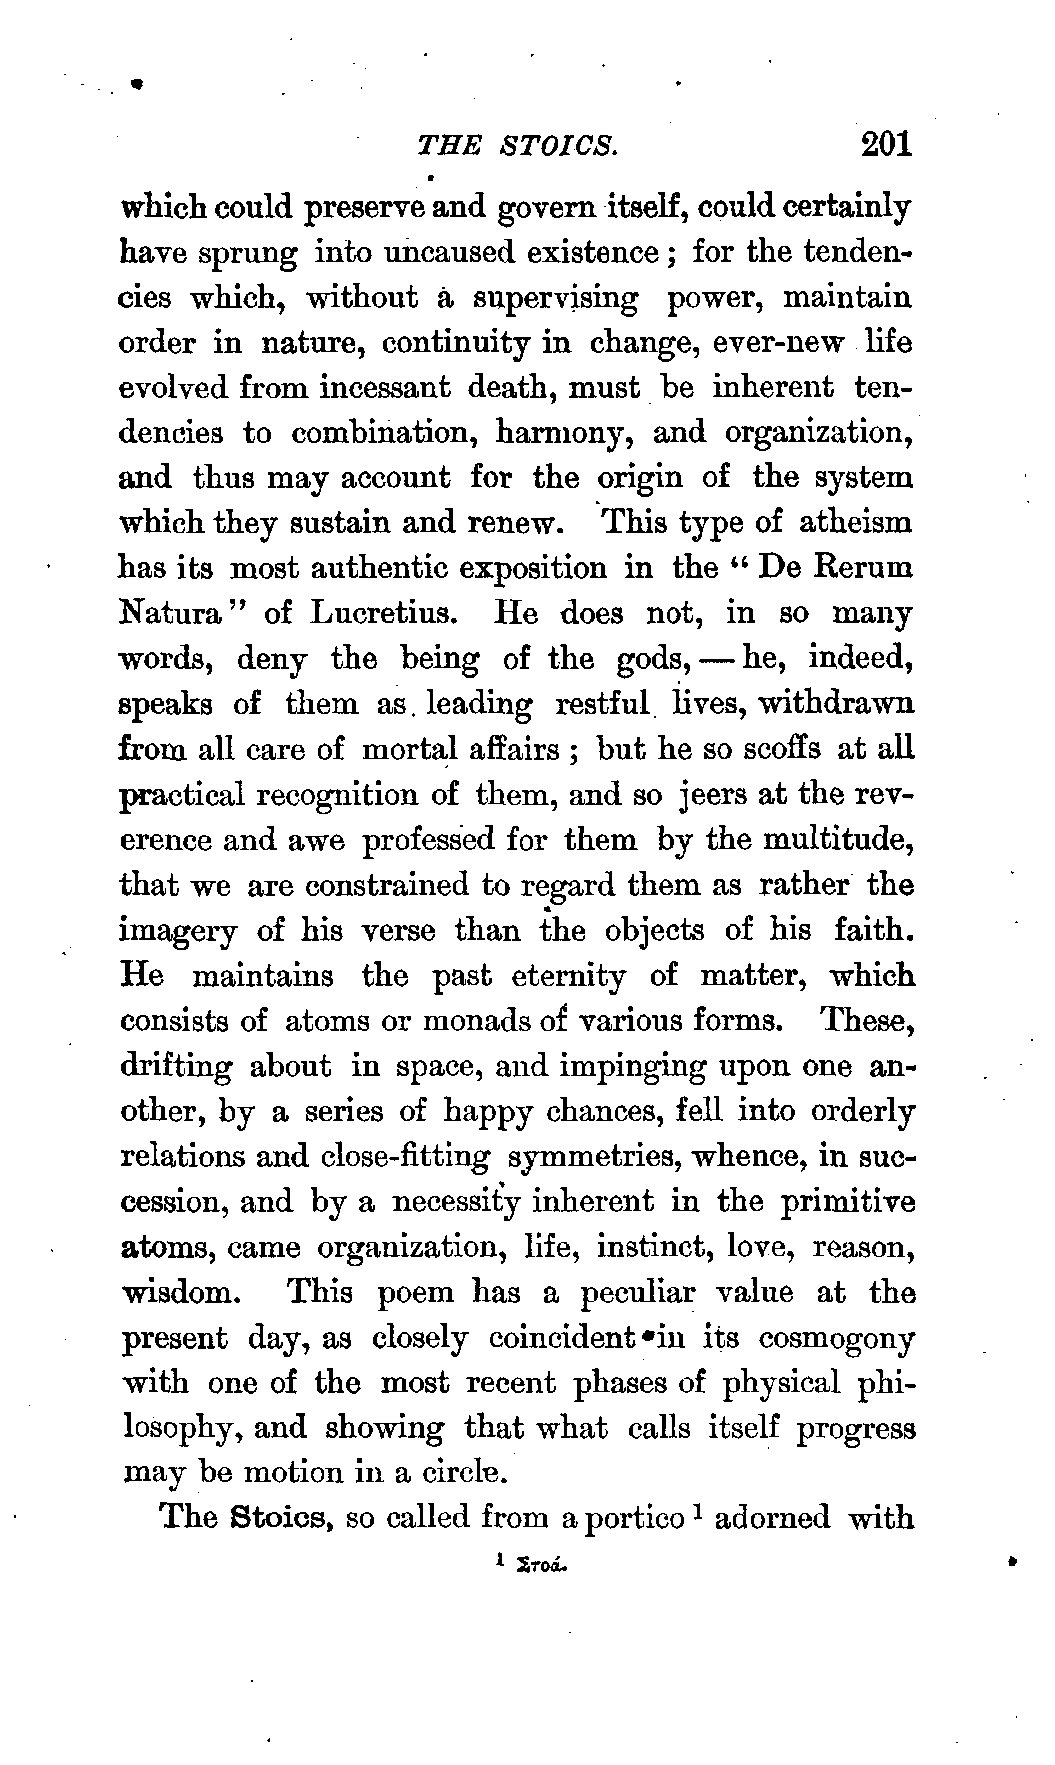 THE STOICS. 201
which could preserve and govern itself, could certainly
have sprung into uncaused existence; for the tenden-
cies which, without a supervising power, maintain
order in nature, continuity in change, ever-new life
evolved from incessant death, must be inherent ten-
dencies to combination, harmony, and organization,
and thus may account for the origin of the system
which they sustain and renew. This type of atheism
has its most authentic exposition in the “De Rerum
Natura” of Lucretius. He does not, in so many
words, deny the being of the gods, — he, indeed,
speaks of them as leading restful lives, withdrawn
from all care of mortal affairs; but he so scoffs at all
practical recognition of them, and so jeers at the rev-
erence and awe professed for them by the multitude,
that we are constrained to regard them as rather the
imagery of his verse than the objects of his faith.
He maintains the past eternity of matter, which
consists of atoms or monads of various forms. These,
drifting about in space, and impinging upon one an-
other, by a series of happy chances, fell into orderly
relations and close-fitting symmetries, whence, in suc-
cession, and by a necessity inherent in the primitive
atoms, came organization, life, instinct, love, reason,
wisdom. This poem has a peculiar value at the
present day, as closely coincident in its cosmogony
with one of the most recent phases of physical phi-
losophy, and showing that what calls itself progress
may be motion in a circle.
The Stoics, so called from a portico ¹ adorned with
¹ Στοά.